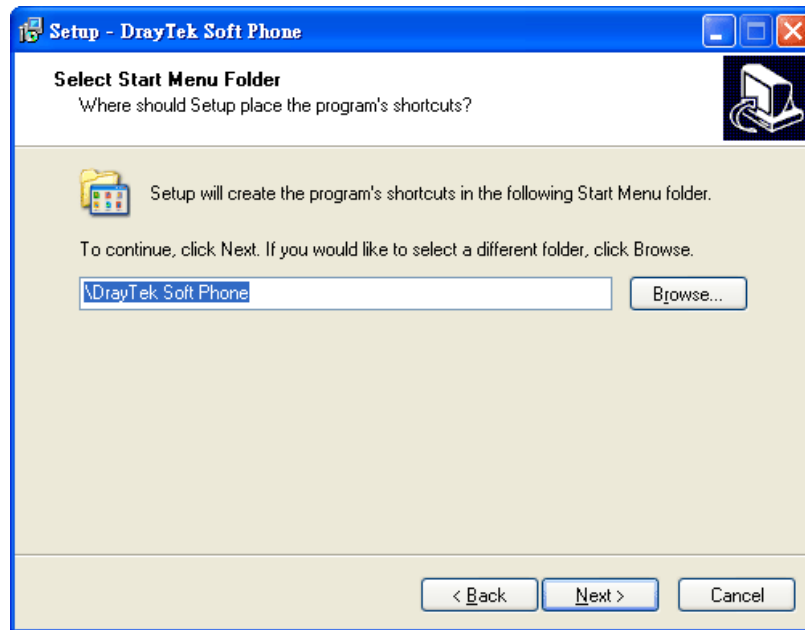 Setup - DrayTek Soft Phone
Select Start Menu Folder
Where should Setup place the program's shortcuts?
Setup will create the program's shortcuts in the following Start Menu folder.
To continue, click Next. If you would like to select a different folder, click Browse.
\DrayTek Soft Phone
Browse...
< Back
Next >
Cancel